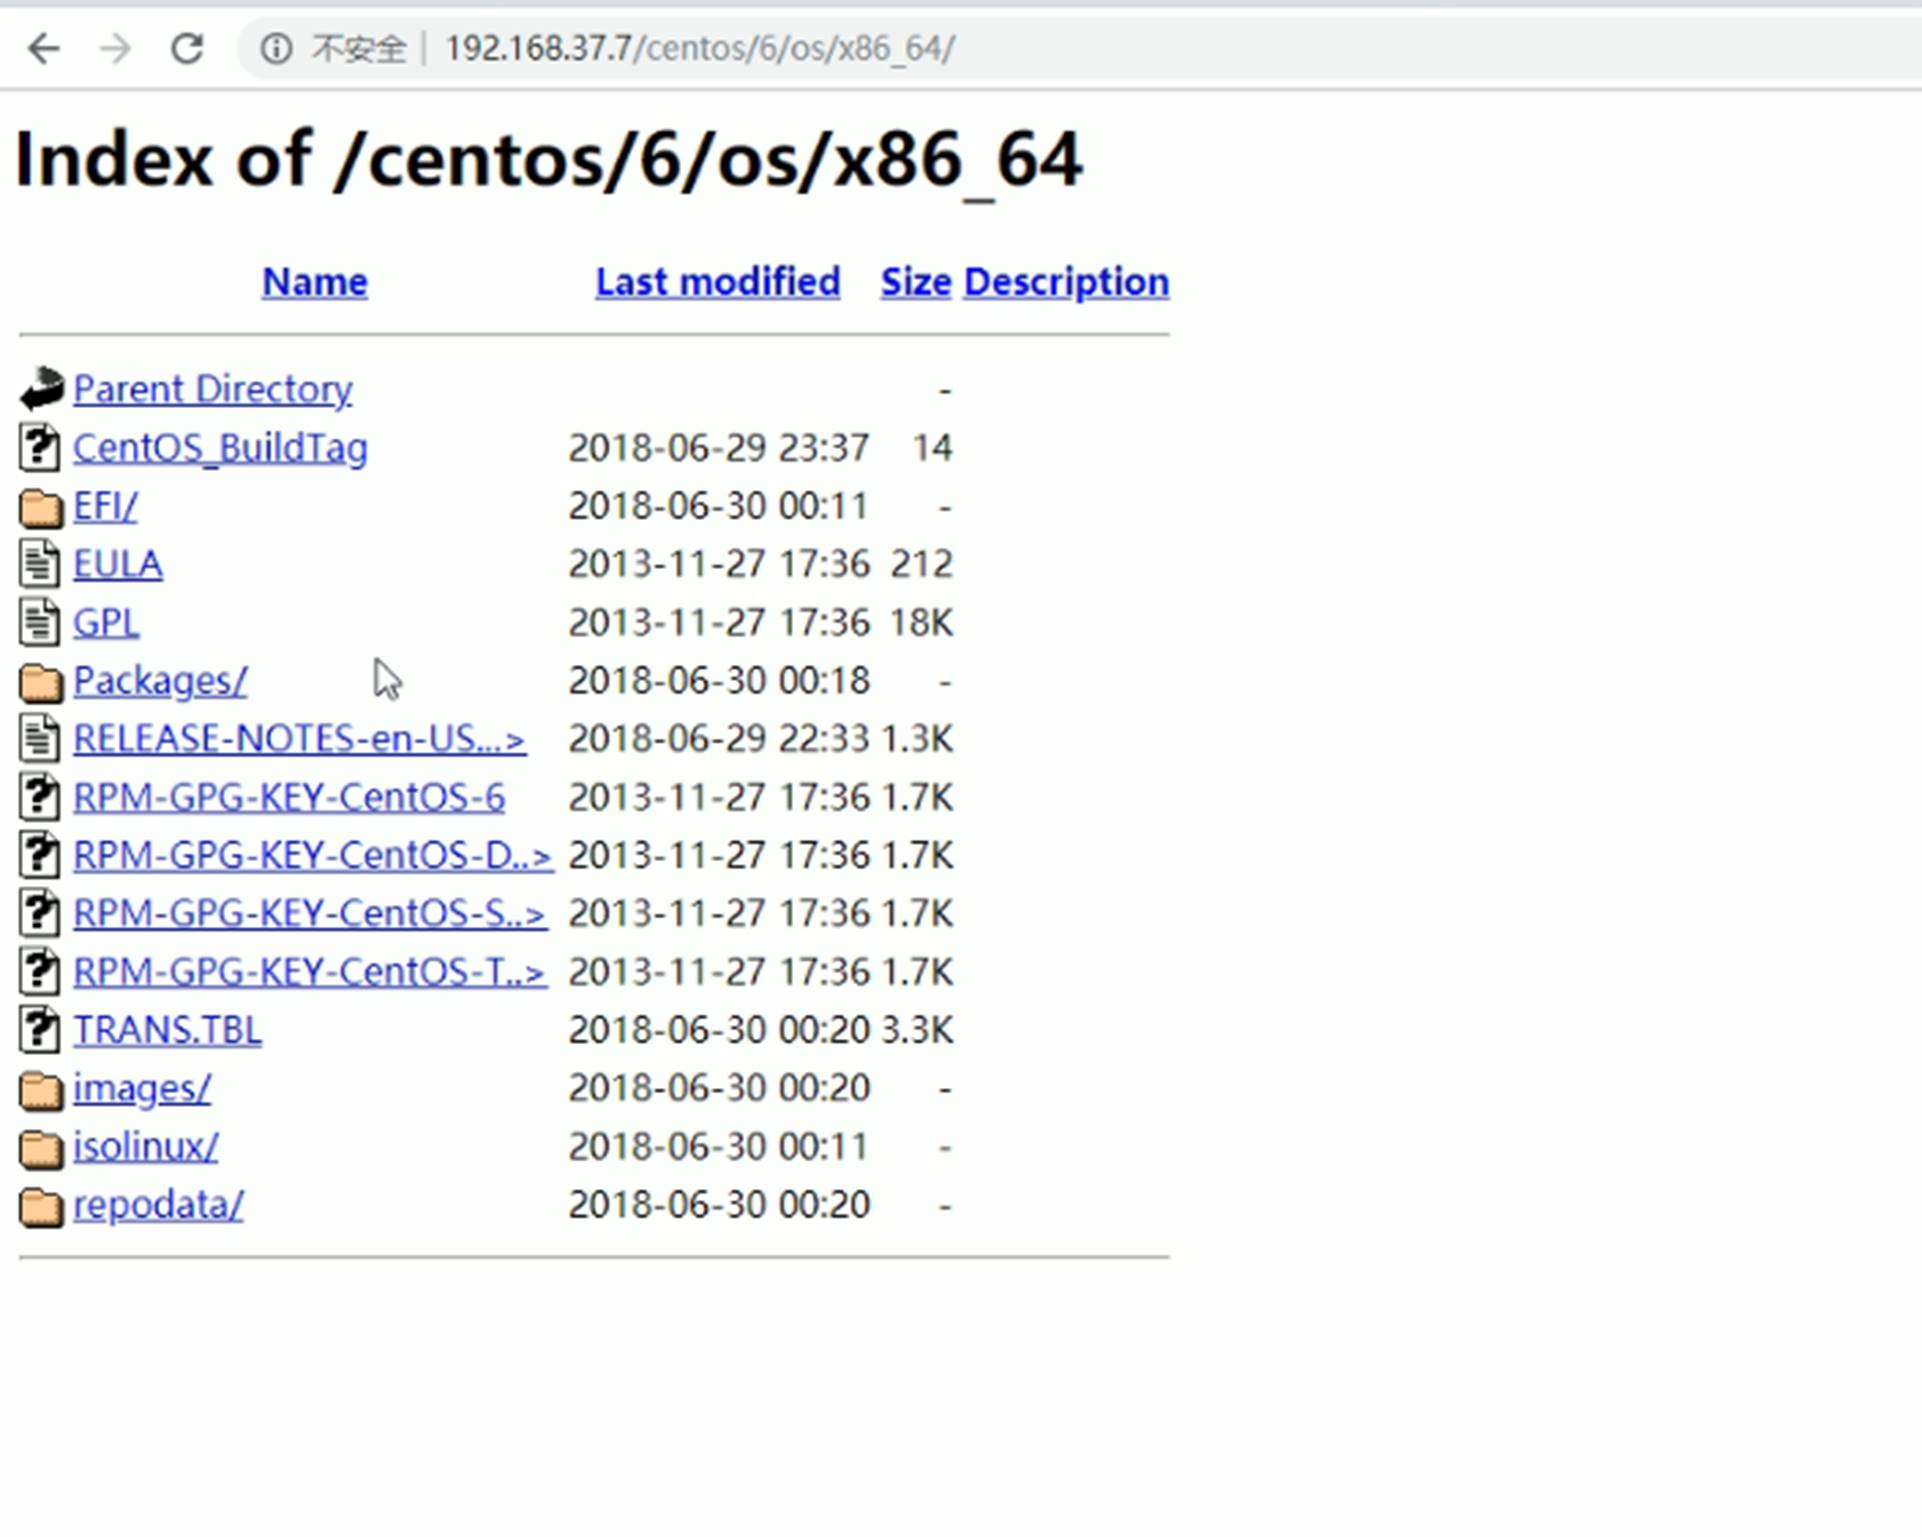 不安全 | 192.168.37.7/centos/6/os/x86_64/
Index of /centos/6/os/x86_64
Name Last modified Size Description
Parent Directory -
CentOS_BuildTag 2018-06-29 23:37 14
EFI/ 2018-06-30 00:11 -
EULA 2013-11-27 17:36 212
GPL 2013-11-27 17:36 18K
Packages/ 2018-06-30 00:18 -
RELEASE-NOTES-en-US...> 2018-06-29 22:33 1.3K
RPM-GPG-KEY-CentOS-6 2013-11-27 17:36 1.7K
RPM-GPG-KEY-CentOS-D..> 2013-11-27 17:36 1.7K
RPM-GPG-KEY-CentOS-S..> 2013-11-27 17:36 1.7K
RPM-GPG-KEY-CentOS-T..> 2013-11-27 17:36 1.7K
TRANS.TBL 2018-06-30 00:20 3.3K
images/ 2018-06-30 00:20 -
isolinux/ 2018-06-30 00:11 -
repodata/ 2018-06-30 00:20 -